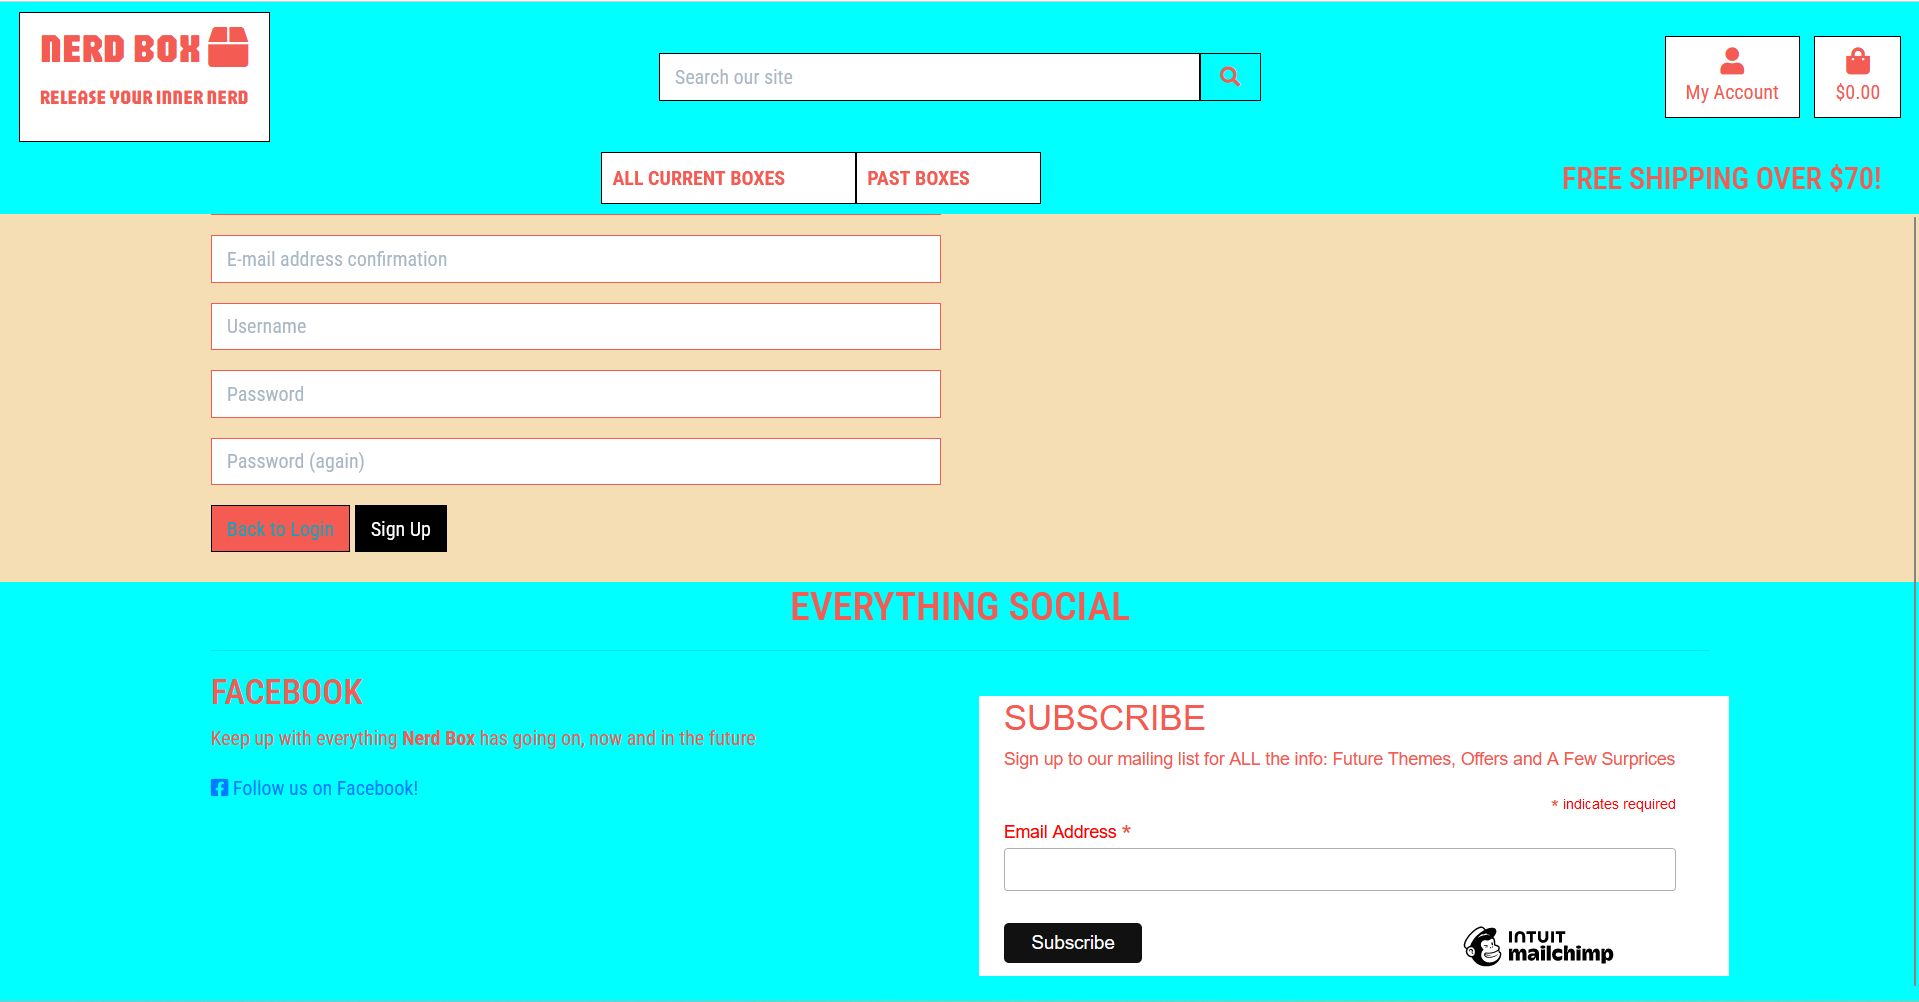 NERD BOX
RELEASE YOUR INNER NERD
Search our site
My Account
$0.00
ALL CURRENT BOXES
PAST BOXES
FREE SHIPPING OVER $70!
E-mail address confirmation
Username
Password
Password (again)
Back to Login
Sign Up
EVERYTHING SOCIAL
FACEBOOK
Keep up with everything Nerd Box has going on, now and in the future
Follow us on Facebook!
SUBSCRIBE
Sign up to our mailing list for ALL the info: Future Themes, Offers and A Few Surprices
* indicates required
Email Address *
Subscribe
INTUIT
mailchimp